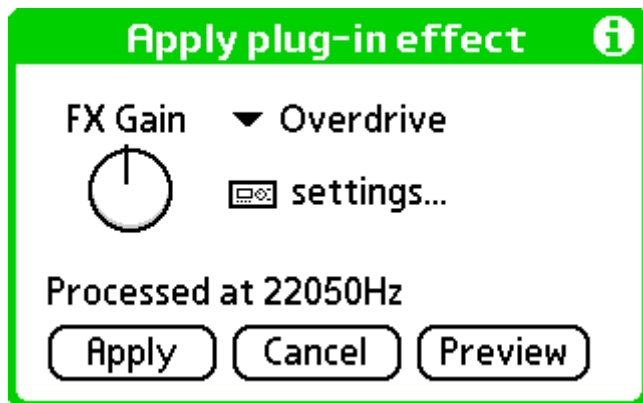 Apply plug-in effect i
FX Gain Overdrive
settings...
Processed at 22050Hz
Apply Cancel Preview